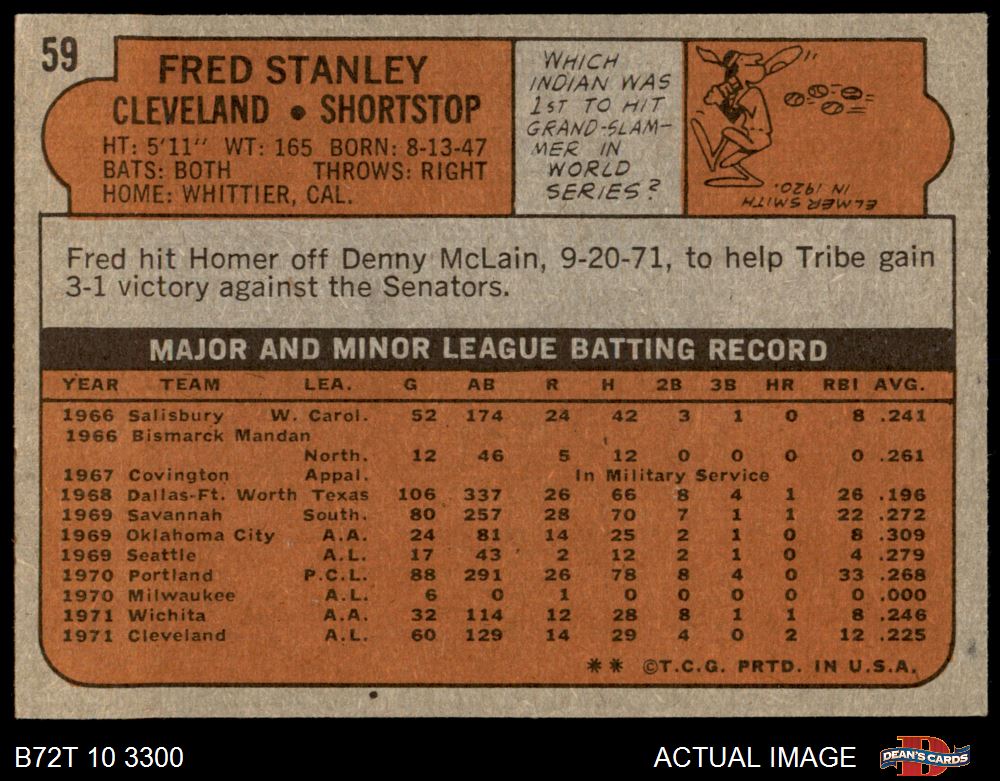 59
FRED STANLEY
CLEVELAND • SHORTSTOP
HT: 5'11" WT: 165 BORN: 8-13-47
BATS: BOTH THROWS: RIGHT
HOME: WHITTIER, CAL.
WHICH
INDIAN WAS
1ST TO HIT
GRAND-SLAM-
MER IN
WORLD
SERIES?
ELMER SMITH
IN 1920.
Fred hit Homer off Denny McLain, 9-20-71, to help Tribe gain
3-1 victory against the Senators.
MAJOR AND MINOR LEAGUE BATTING RECORD
YEAR TEAM LEA. G AB R H 2B 3B HR RBI AVG.
1966 Salisbury W. Carol. 52 174 24 42 3 1 0 8 .241
1966 Bismarck Mandan
North. 12 46 5 12 0 0 0 0 .261
1967 Covington Appal. In Military Service
1968 Dallas-Ft. Worth Texas 106 337 26 66 8 4 1 26 .196
1969 Savannah South. 80 257 28 70 7 1 1 22 .272
1969 Oklahoma City A.A. 24 81 14 25 2 1 0 8 .309
1969 Seattle A.L. 17 43 2 12 2 1 0 4 .279
1970 Portland P.C.L. 88 291 26 78 8 4 0 33 .268
1970 Milwaukee A.L. 6 0 1 0 0 0 0 0 .000
1971 Wichita A.A. 32 114 12 28 8 1 1 8 .246
1971 Cleveland A.L. 60 129 14 29 4 0 2 12 .225
** ©T.C.G. PRTD. IN U.S.A.
B72T 10 3300
ACTUAL IMAGE
DEAN'S CARDS